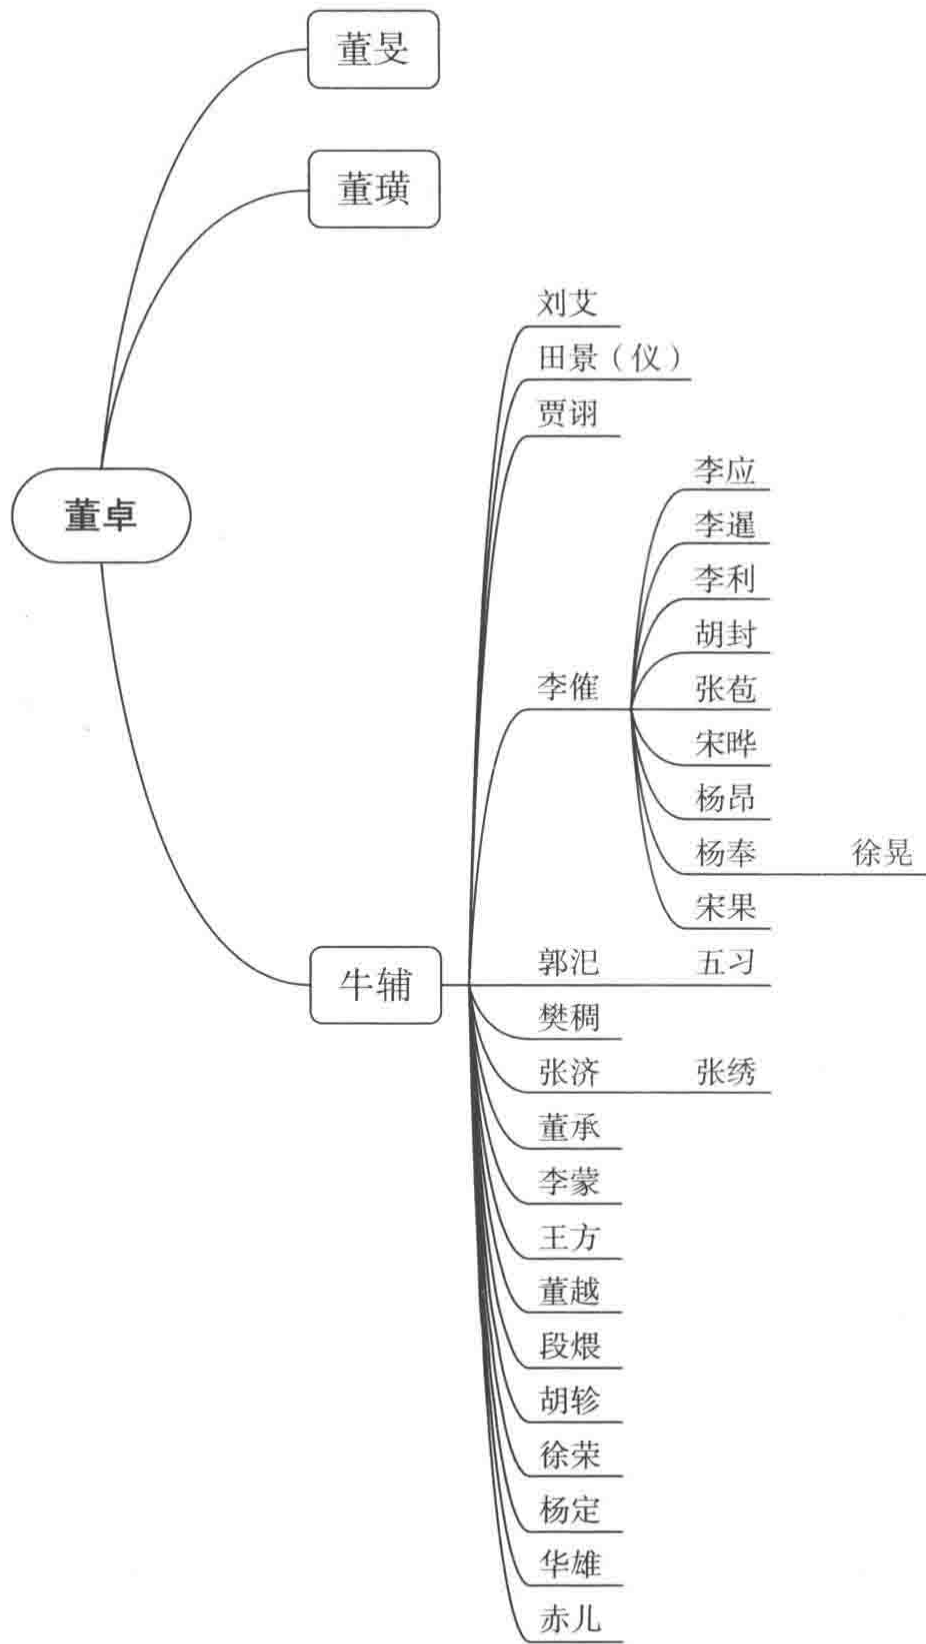 董旻
董璜
刘艾
田景（仪）
贾诩
李应
李暹
李利
胡封
董卓
李傕
张苞
宋晔
杨昂
杨奉 徐晃
宋果
牛辅
郭汜 五习
樊稠
张济 张绣
董承
李蒙
王方
董越
段煨
胡轸
徐荣
杨定
华雄
赤儿